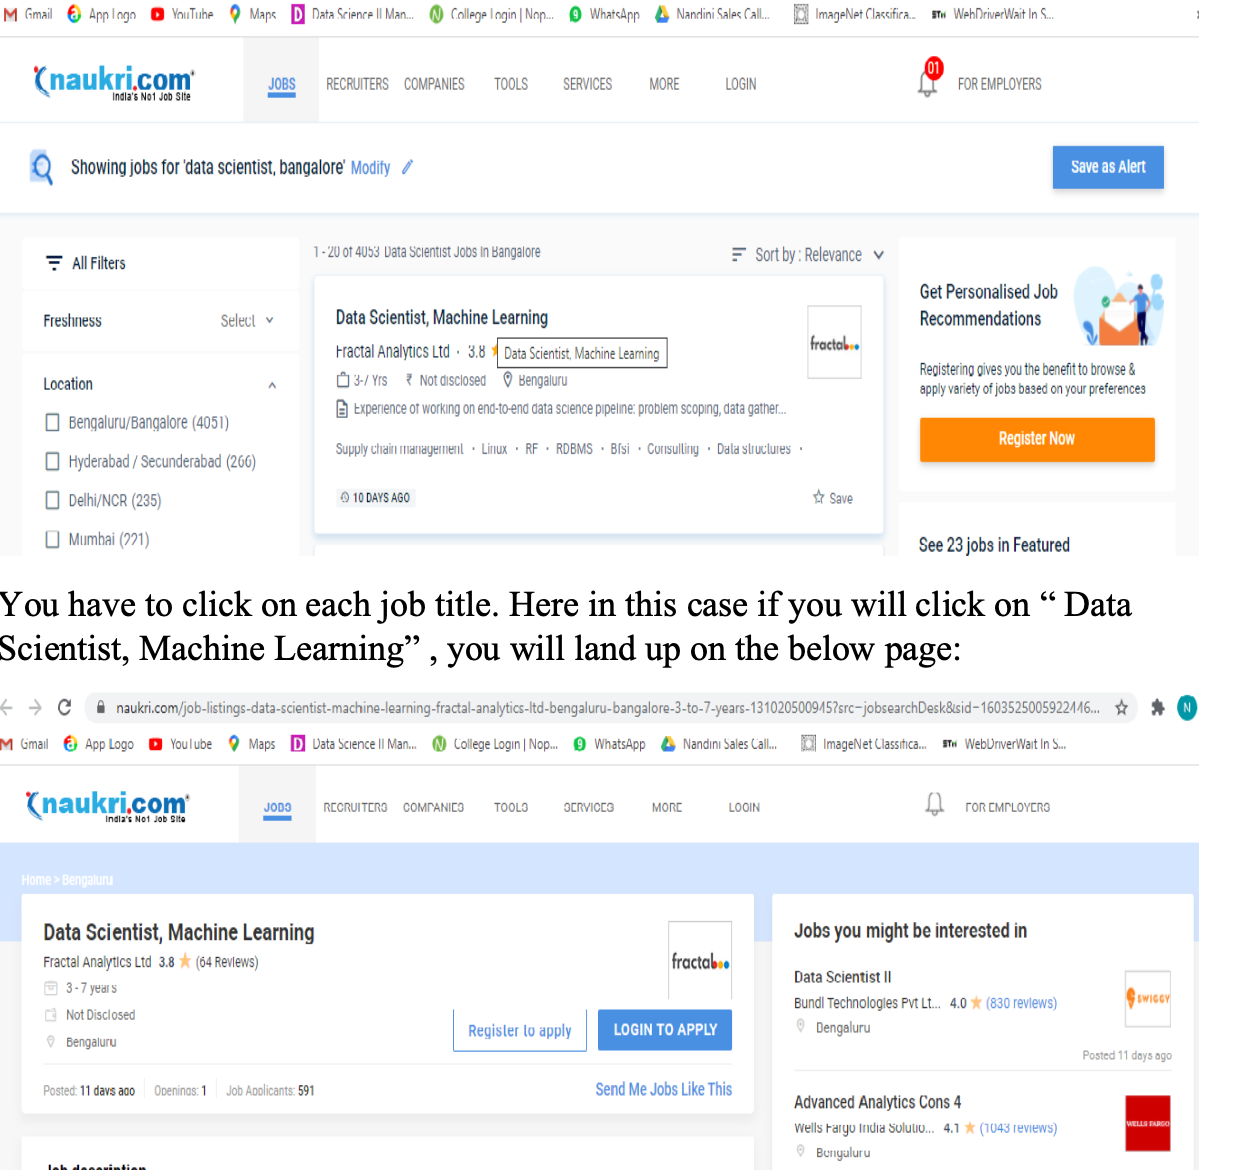 Gmail App Logo YouTube Maps Data Science II Man... College Login | Nop... WhatsApp Nandini Sales Call... ImageNet Classifica... STH WebDriverWait In S...
naukri.com JOBS RECRUITERS COMPANIES TOOLS SERVICES MORE LOGIN 01 FOR EMPLOYERS
India's No1 Job Site
Showing jobs for 'data scientist, bangalore' Modify Save as Alert
All Filters
1 - 20 of 4053 Data Scientist Jobs In Bangalore Sort by : Relevance
Freshness Select
Location
Bengaluru/Bangalore (4051)
Hyderabad / Secunderabad (266)
Delhi/NCR (235)
Mumbai (221)
Data Scientist, Machine Learning
fractal
Fractal Analytics Ltd · 3.8 Data Scientist, Machine Learning
3-7 Yrs ₹ Not disclosed Bengaluru
Experience of working on end-to-end data science pipeline: problem scoping, data gather...
Supply chain management · Linux · RF · RDBMS · Bfsi · Consulting · Data structures ·
10 DAYS AGO Save
Get Personalised Job
Recommendations
Registering gives you the benefit to browse &
apply variety of jobs based on your preferences
Register Now
See 23 jobs in Featured
You have to click on each job title. Here in this case if you will click on “ Data
Scientist, Machine Learning” , you will land up on the below page:
naukri.com/job-listings-data-scientist-machine-learning-fractal-analytics-ltd-bengaluru-bangalore-3-to-7-years-131020500945?src=jobsearchDesk&sid=1603525005922446... N
Gmail App Logo YouTube Maps Data Science II Man... College Login | Nop... WhatsApp Nandini Sales Call... ImageNet Classifica... STH WebDriverWait In S...
naukri.com JOBS RECRUITERS COMPANIES TOOLS SERVICES MORE LOGIN FOR EMPLOYERS
India's No1 Job Site
Home > Bengaluru
Data Scientist, Machine Learning
Fractal Analytics Ltd 3.8 (64 Reviews)
fractal
3 - 7 years
Not Disclosed
Bengaluru
Register to apply LOGIN TO APPLY
Posted: 11 days ago Openings: 1 Job Applicants: 591 Send Me Jobs Like This
Job description
Jobs you might be interested in
Data Scientist II
Bundl Technologies Pvt Lt... 4.0 (830 reviews)
SWIGGY
Bengaluru
Posted 11 days ago
Advanced Analytics Cons 4
Wells Fargo India Solutio... 4.1 (1043 reviews)
WELLS FARGO
Bengaluru